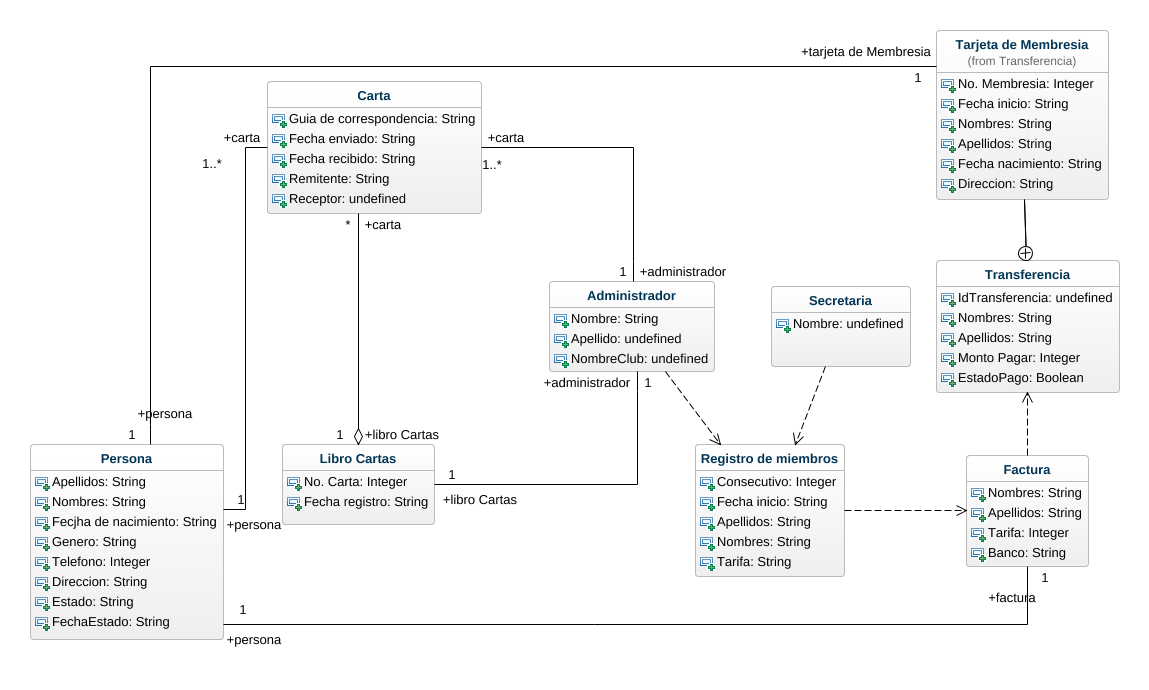 +tarjeta de Membresia
1
Tarjeta de Membresia
(from Transferencia)
No. Membresia: Integer
Fecha inicio: String
Nombres: String
Apellidos: String
Fecha nacimiento: String
Direccion: String
Carta
Guia de correspondencia: String
Fecha enviado: String
Fecha recibido: String
Remitente: String
Receptor: undefined
+carta
1..*
+carta
1..*
* +carta
1 +administrador
Administrador
Nombre: String
Apellido: undefined
NombreClub: undefined
+administrador 1
Secretaria
Nombre: undefined
Transferencia
IdTransferencia: undefined
Nombres: String
Apellidos: String
Monto Pagar: Integer
EstadoPago: Boolean
+persona
1
1 +libro Cartas
Persona
Apellidos: String
Nombres: String
Fecjha de nacimiento: String
Genero: String
Telefono: Integer
Direccion: String
Estado: String
FechaEstado: String
1
+persona
Libro Cartas
No. Carta: Integer
Fecha registro: String
1
+libro Cartas
Registro de miembros
Consecutivo: Integer
Fecha inicio: String
Apellidos: String
Nombres: String
Tarifa: String
Factura
Nombres: String
Apellidos: String
Tarifa: Integer
Banco: String
1
+factura
1
+persona